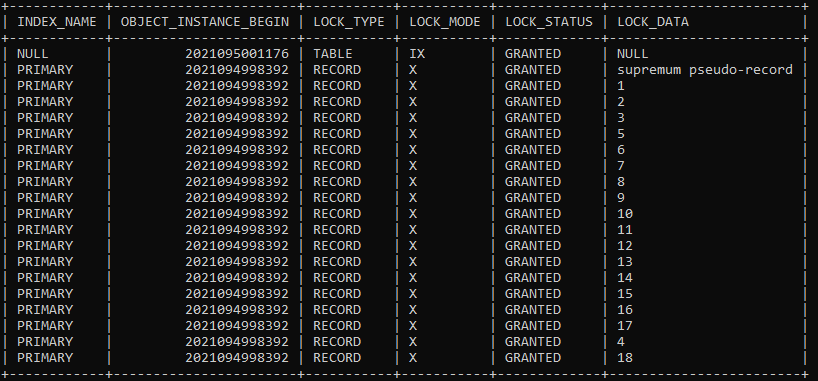 +------------+-----------------------+-----------+-----------+-------------+------------------------+
| INDEX_NAME | OBJECT_INSTANCE_BEGIN | LOCK_TYPE | LOCK_MODE | LOCK_STATUS | LOCK_DATA              |
+------------+-----------------------+-----------+-----------+-------------+------------------------+
| NULL       |         2021095001176 | TABLE     | IX        | GRANTED     | NULL                   |
| PRIMARY    |         2021094998392 | RECORD    | X         | GRANTED     | supremum pseudo-record |
| PRIMARY    |         2021094998392 | RECORD    | X         | GRANTED     | 1                      |
| PRIMARY    |         2021094998392 | RECORD    | X         | GRANTED     | 2                      |
| PRIMARY    |         2021094998392 | RECORD    | X         | GRANTED     | 3                      |
| PRIMARY    |         2021094998392 | RECORD    | X         | GRANTED     | 5                      |
| PRIMARY    |         2021094998392 | RECORD    | X         | GRANTED     | 6                      |
| PRIMARY    |         2021094998392 | RECORD    | X         | GRANTED     | 7                      |
| PRIMARY    |         2021094998392 | RECORD    | X         | GRANTED     | 8                      |
| PRIMARY    |         2021094998392 | RECORD    | X         | GRANTED     | 9                      |
| PRIMARY    |         2021094998392 | RECORD    | X         | GRANTED     | 10                     |
| PRIMARY    |         2021094998392 | RECORD    | X         | GRANTED     | 11                     |
| PRIMARY    |         2021094998392 | RECORD    | X         | GRANTED     | 12                     |
| PRIMARY    |         2021094998392 | RECORD    | X         | GRANTED     | 13                     |
| PRIMARY    |         2021094998392 | RECORD    | X         | GRANTED     | 14                     |
| PRIMARY    |         2021094998392 | RECORD    | X         | GRANTED     | 15                     |
| PRIMARY    |         2021094998392 | RECORD    | X         | GRANTED     | 16                     |
| PRIMARY    |         2021094998392 | RECORD    | X         | GRANTED     | 17                     |
| PRIMARY    |         2021094998392 | RECORD    | X         | GRANTED     | 4                      |
| PRIMARY    |         2021094998392 | RECORD    | X         | GRANTED     | 18                     |
+------------+-----------------------+-----------+-----------+-------------+------------------------+